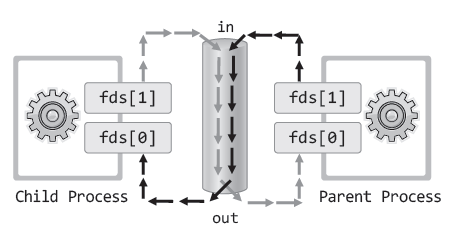 in
fds[1]
fds[1]
fds[0]
fds[0]
Child Process
Parent Process
out